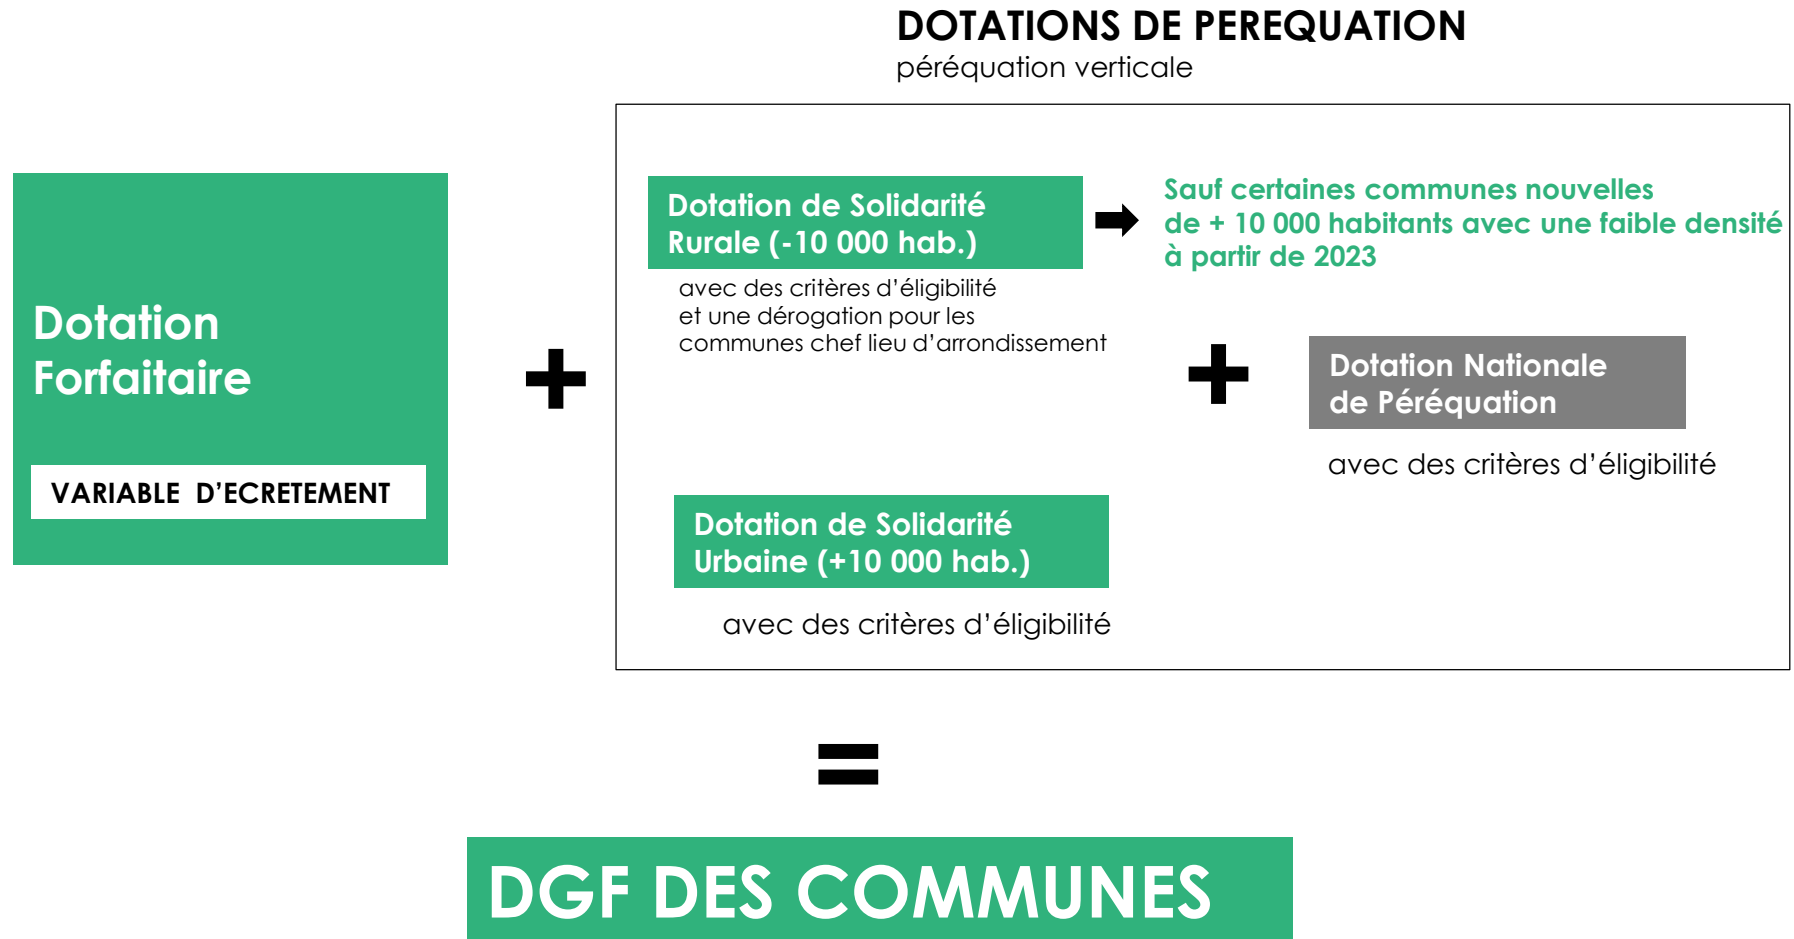 DOTATIONS DE PEREQUATION
péréquation verticale
Dotation
Forfaitaire
VARIABLE D’ECRETEMENT
+
Dotation de Solidarité
Rurale (-10 000 hab.)
avec des critères d’éligibilité
et une dérogation pour les
communes chef lieu d’arrondissement
Sauf certaines communes nouvelles
de + 10 000 habitants avec une faible densité
à partir de 2023
+
Dotation Nationale
de Péréquation
avec des critères d’éligibilité
Dotation de Solidarité
Urbaine (+10 000 hab.)
avec des critères d’éligibilité
=
DGF DES COMMUNES